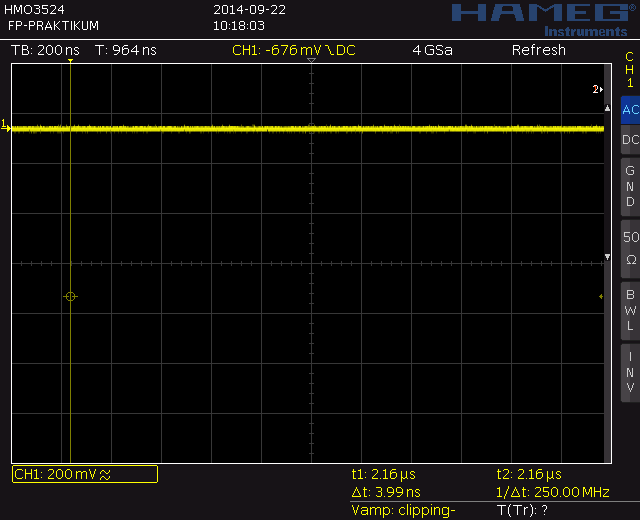 HMO3524 2014-09-22 HAMEG®
FP-PRAKTIKUM 10:18:03 Instruments
TB: 200 ns T: 964 ns CH1: -676 mV DC 4 GSa Refresh
CH1
2
1
AC
DC
GND
50 Ω
BWL
INV
CH1: 200 mV
t1: 2.16 µs t2: 2.16 µs
Δt: 3.99 ns 1/Δt: 250.00 MHz
Vamp: clipping- T(Tr): ?